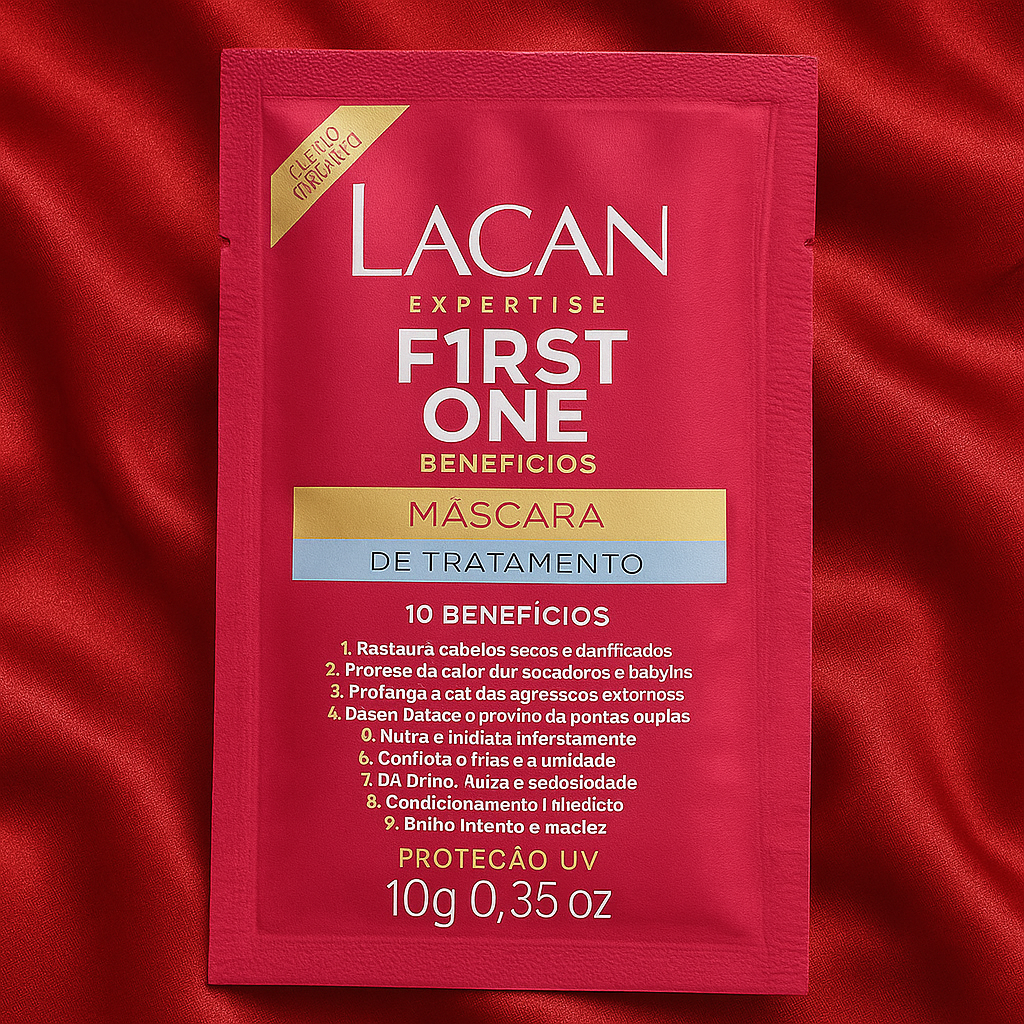 LACAN
EXPERTISE
F1RST
ONE
BENEFICIOS
MÃSCARA
DE TRATAMENTO
10 BENEFÍCIOS
1. Rastaurà cabelos secos e danfficados
2. Prorese da calor dur socadoros e babylns
3. Profanga a cat das agresscos extornoss
4. Dasen Datace o provino da pontas ouplas
0. Nutra e inidiata inferstamente
6. Confiota o frias e a umidade
7. DA Drino. Auiza e sedosiodade
8. Condicionamento I
9. Bniho Intento e maclez
PROTECÂO UV
10g 0,35 oz